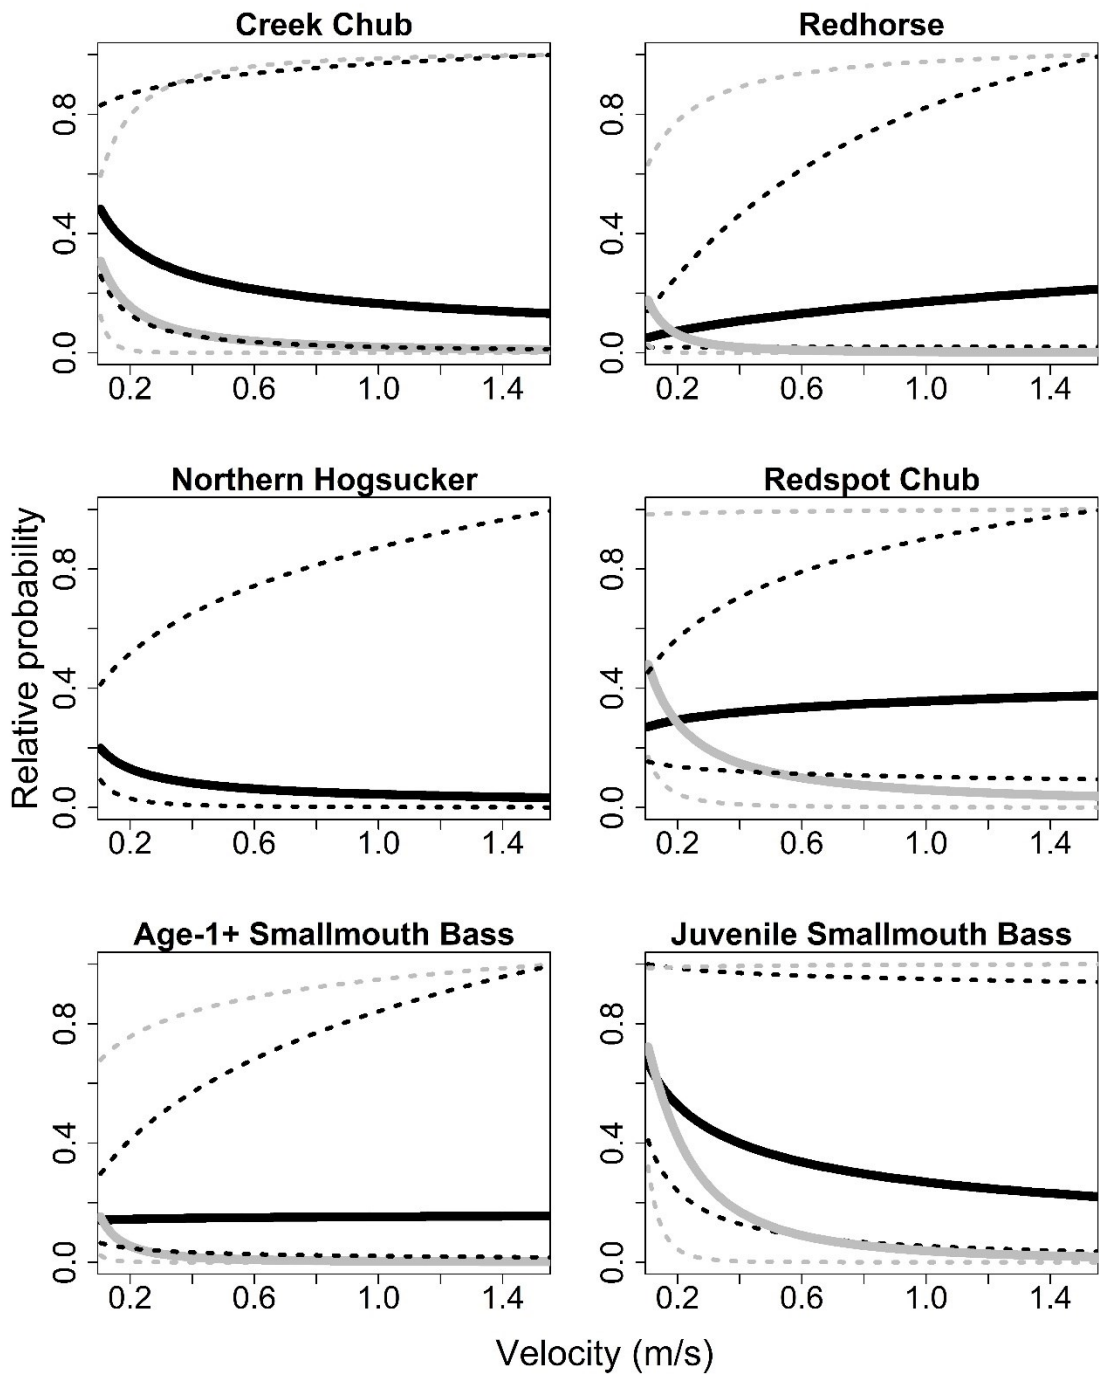 Creek Chub
Redhorse
0.0 0.4 0.8
0.2 0.6 1.0 1.4
0.0 0.4 0.8
0.2 0.6 1.0 1.4
Northern Hogsucker
Redspot Chub
Relative probability
0.0 0.4 0.8
0.2 0.6 1.0 1.4
0.0 0.4 0.8
0.2 0.6 1.0 1.4
Age-1+ Smallmouth Bass
Juvenile Smallmouth Bass
0.0 0.4 0.8
0.2 0.6 1.0 1.4
0.0 0.4 0.8
0.2 0.6 1.0 1.4
Velocity (m/s)